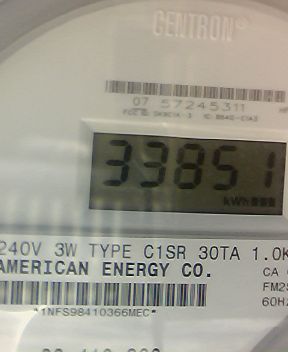 CENTRON®
07 57245311
33851
kWh
240V 3W TYPE C1SR 30TA 1.0K
AMERICAN ENERGY CO.
CA
FM2S
60HZ
*1NFS98410366MEC*